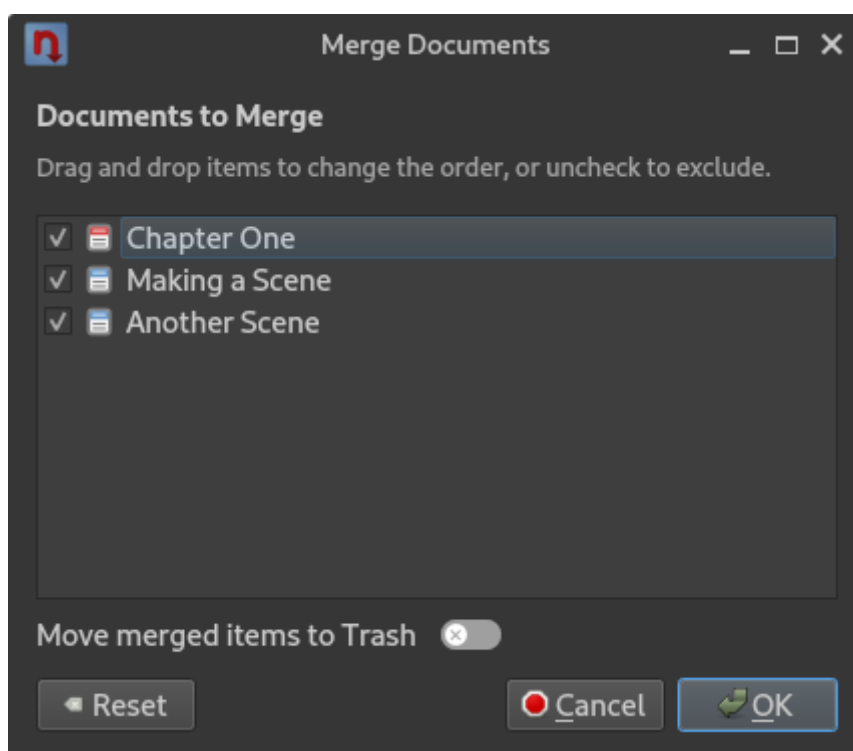 Merge Documents
Documents to Merge
Drag and drop items to change the order, or uncheck to exclude.
Chapter One
Making a Scene
Another Scene
Move merged items to Trash
Reset
Cancel
OK